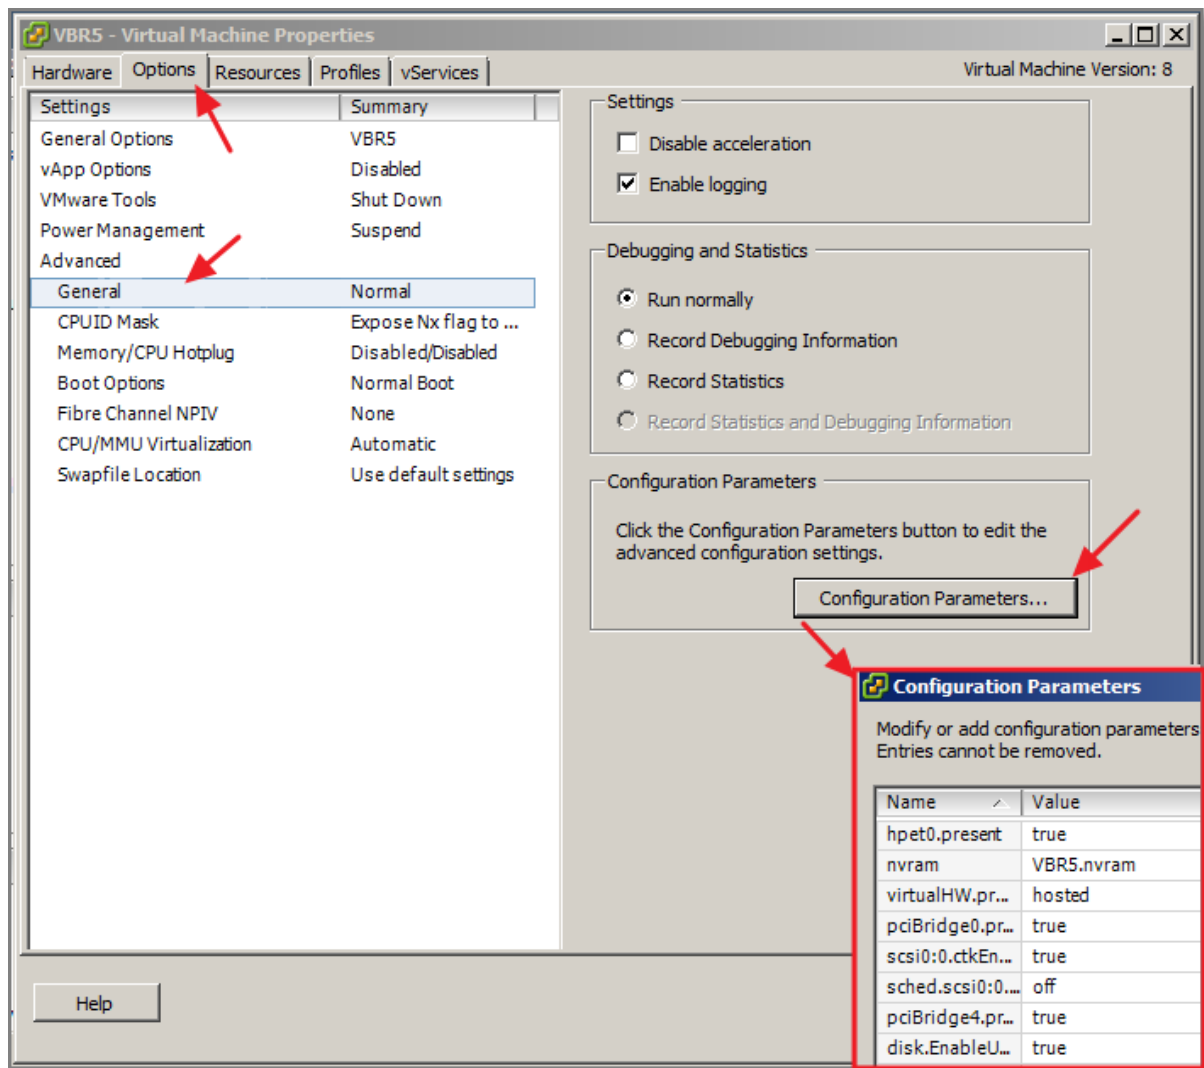 VBR5 - Virtual Machine Properties
Hardware Options Resources Profiles vServices Virtual Machine Version: 8
Settings Summary
General Options VBR5
vApp Options Disabled
VMware Tools Shut Down
Power Management Suspend
Advanced
General Normal
CPUID Mask Expose Nx flag to ...
Memory/CPU Hotplug Disabled/Disabled
Boot Options Normal Boot
Fibre Channel NPIV None
CPU/MMU Virtualization Automatic
Swapfile Location Use default settings
Settings
Disable acceleration
Enable logging
Debugging and Statistics
Run normally
Record Debugging Information
Record Statistics
Record Statistics and Debugging Information
Configuration Parameters
Click the Configuration Parameters button to edit the
advanced configuration settings.
Configuration Parameters...
Configuration Parameters
Modify or add configuration parameters
Entries cannot be removed.
Name Value
hpet0.present true
nvram VBR5.nvram
virtualHW.pr... hosted
pciBridge0.pr... true
scsi0:0.ctkEn... true
sched.scsi0:0.... off
pciBridge4.pr... true
disk.EnableU... true
Help